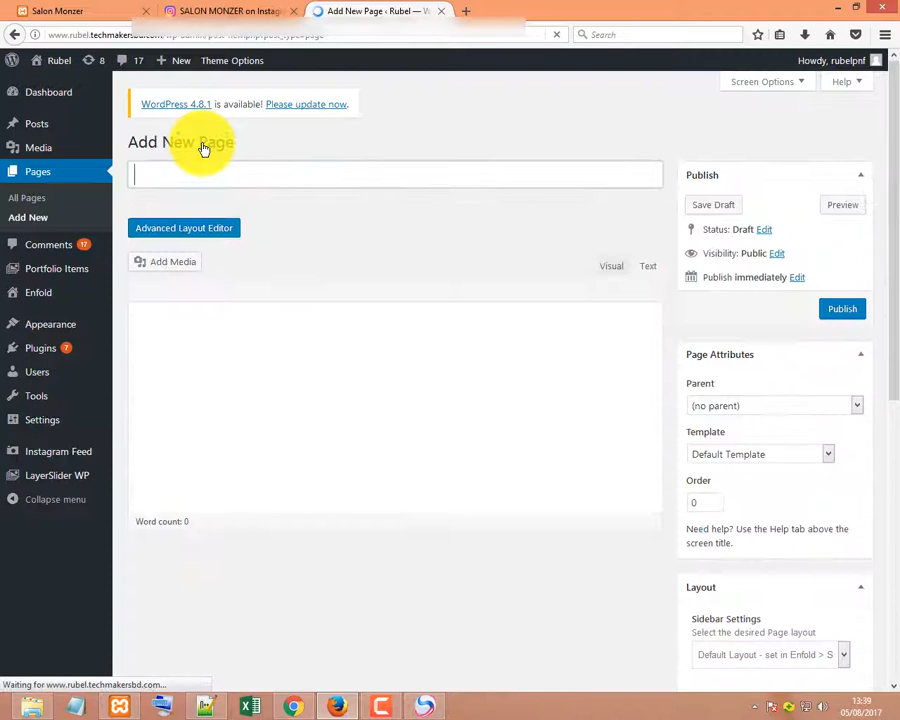 Salon Monzer
SALON MONZER on Instag
Add New Page ‹ Rubel — W
Search
Rubel
8
17
New
Theme Options
Howdy, rubelpnf
Screen Options
Help
Dashboard
Posts
Media
Pages
All Pages
Add New
Comments 17
Portfolio Items
Enfold
Appearance
Plugins 7
Users
Tools
Settings
Instagram Feed
LayerSlider WP
Collapse menu
WordPress 4.8.1 is available! Please update now.
Add New Page
Advanced Layout Editor
Add Media
Visual
Text
Word count: 0
Publish
Save Draft
Preview
Status: Draft Edit
Visibility: Public Edit
Publish immediately Edit
Publish
Page Attributes
Parent
(no parent)
Template
Default Template
Order
0
Need help? Use the Help tab above the
screen title.
Layout
Sidebar Settings
Select the desired Page layout
Default Layout - set in Enfold > S
Waiting for www.rubel.techmakersbd.com...
13:39
05/08/2017